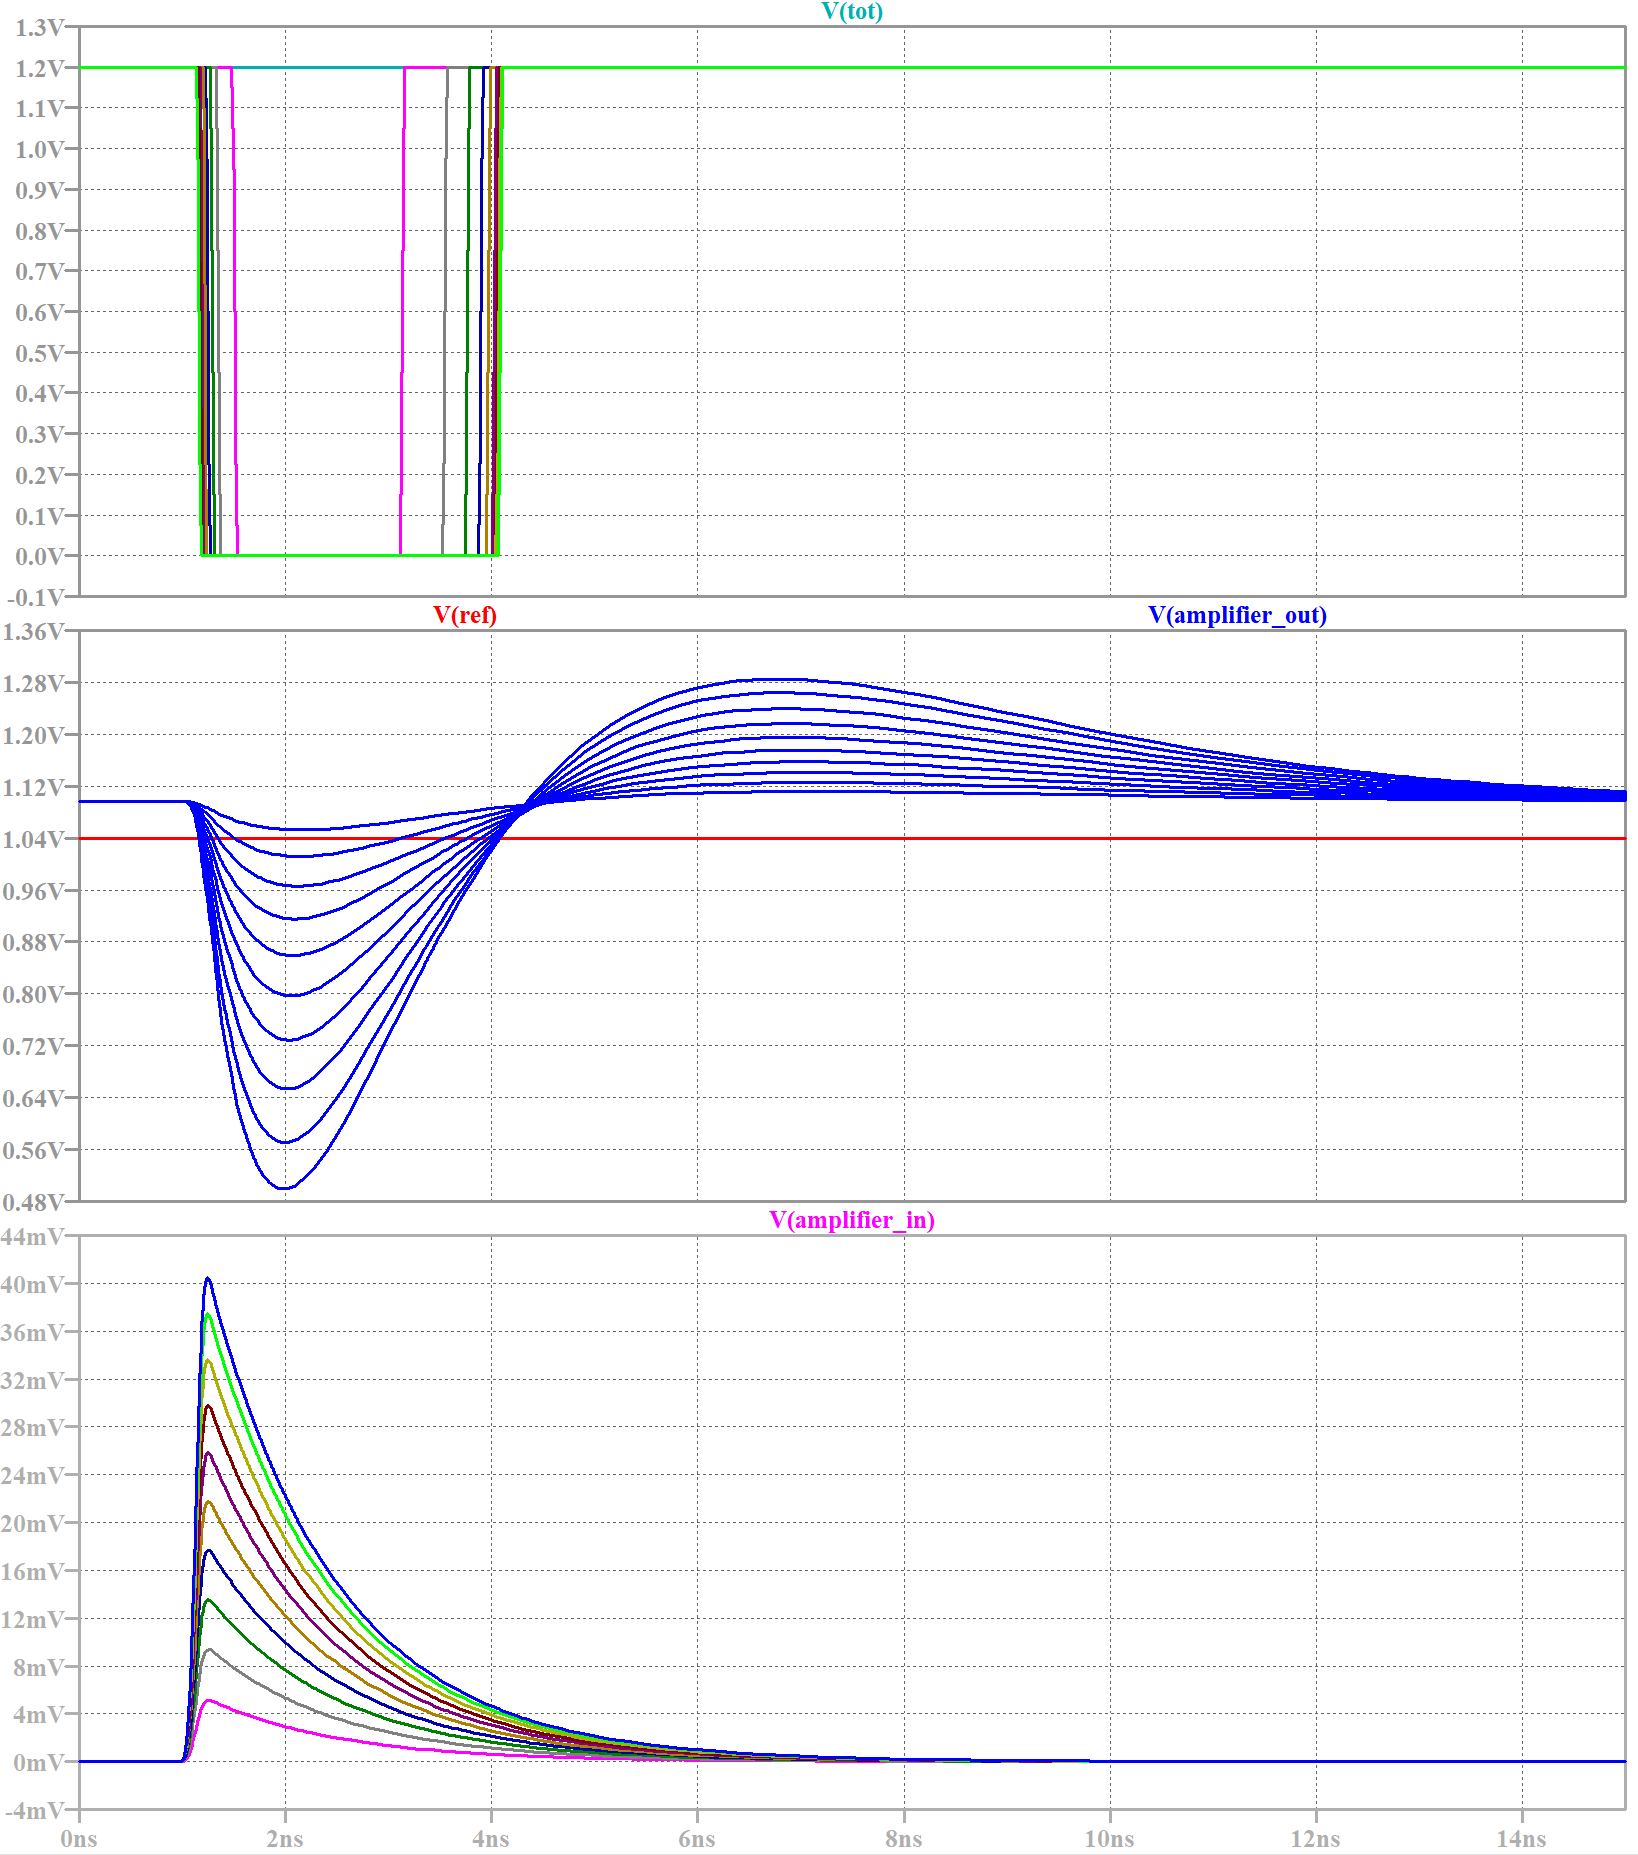 V(tot)
1.3V
1.2V
1.1V
1.0V
0.9V
0.8V
0.7V
0.6V
0.5V
0.4V
0.3V
0.2V
0.1V
0.0V
-0.1V
V(ref) V(amplifier_out)
1.36V
1.28V
1.20V
1.12V
1.04V
0.96V
0.88V
0.80V
0.72V
0.64V
0.56V
0.48V
V(amplifier_in)
44mV
40mV
36mV
32mV
28mV
24mV
20mV
16mV
12mV
8mV
4mV
0mV
-4mV
0ns 2ns 4ns 6ns 8ns 10ns 12ns 14ns